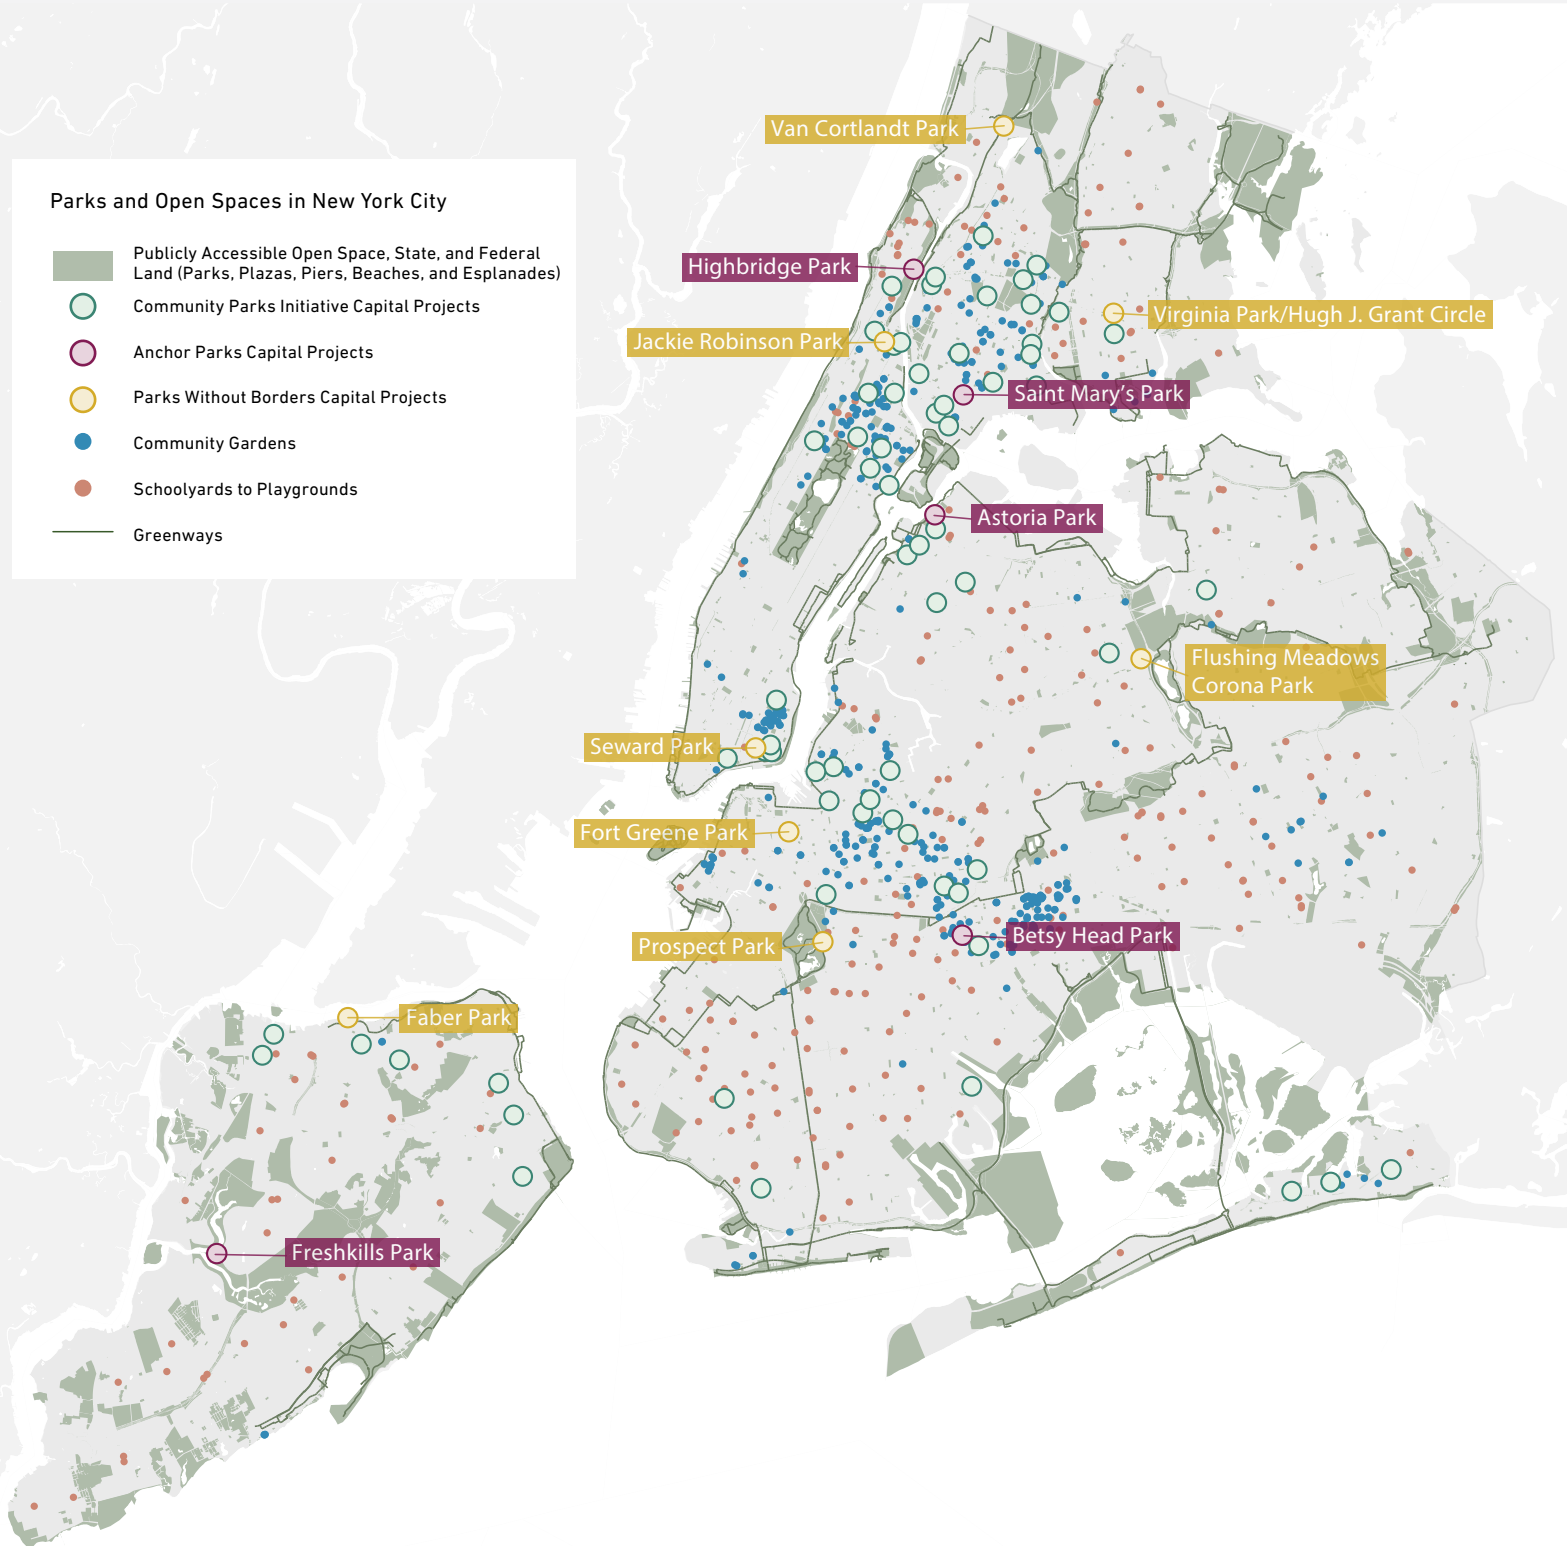 Parks and Open Spaces in New York City
Publicly Accessible Open Space, State, and Federal
Land (Parks, Plazas, Piers, Beaches, and Esplanades)
Community Parks Initiative Capital Projects
Anchor Parks Capital Projects
Parks Without Borders Capital Projects
Community Gardens
Schoolyards to Playgrounds
Greenways
Van Cortlandt Park
Highbridge Park
Virginia Park/Hugh J. Grant Circle
Jackie Robinson Park
Saint Mary’s Park
Astoria Park
Flushing Meadows
Corona Park
Seward Park
Fort Greene Park
Betsy Head Park
Prospect Park
Faber Park
Freshkills Park